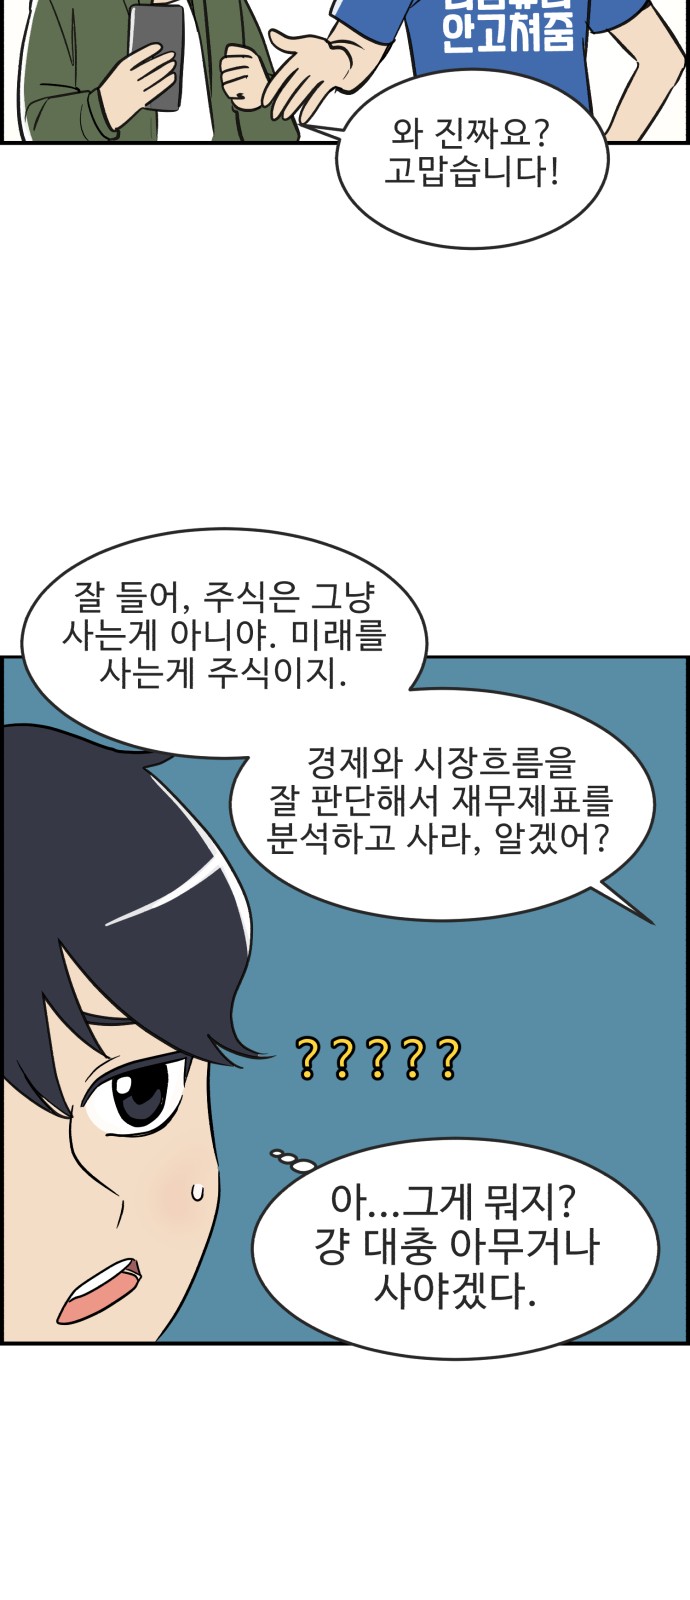 안고쳐줌
와 진짜요?
고맙습니다!
잘 들어, 주식은 그냥
사는게 아니야. 미래를
사는게 주식이지.
경제와 시장흐름을
잘 판단해서 재무제표를
분석하고 사라, 알겠어?
?????
아...그게 뭐지?
걍 대충 아무거나
사야겠다.